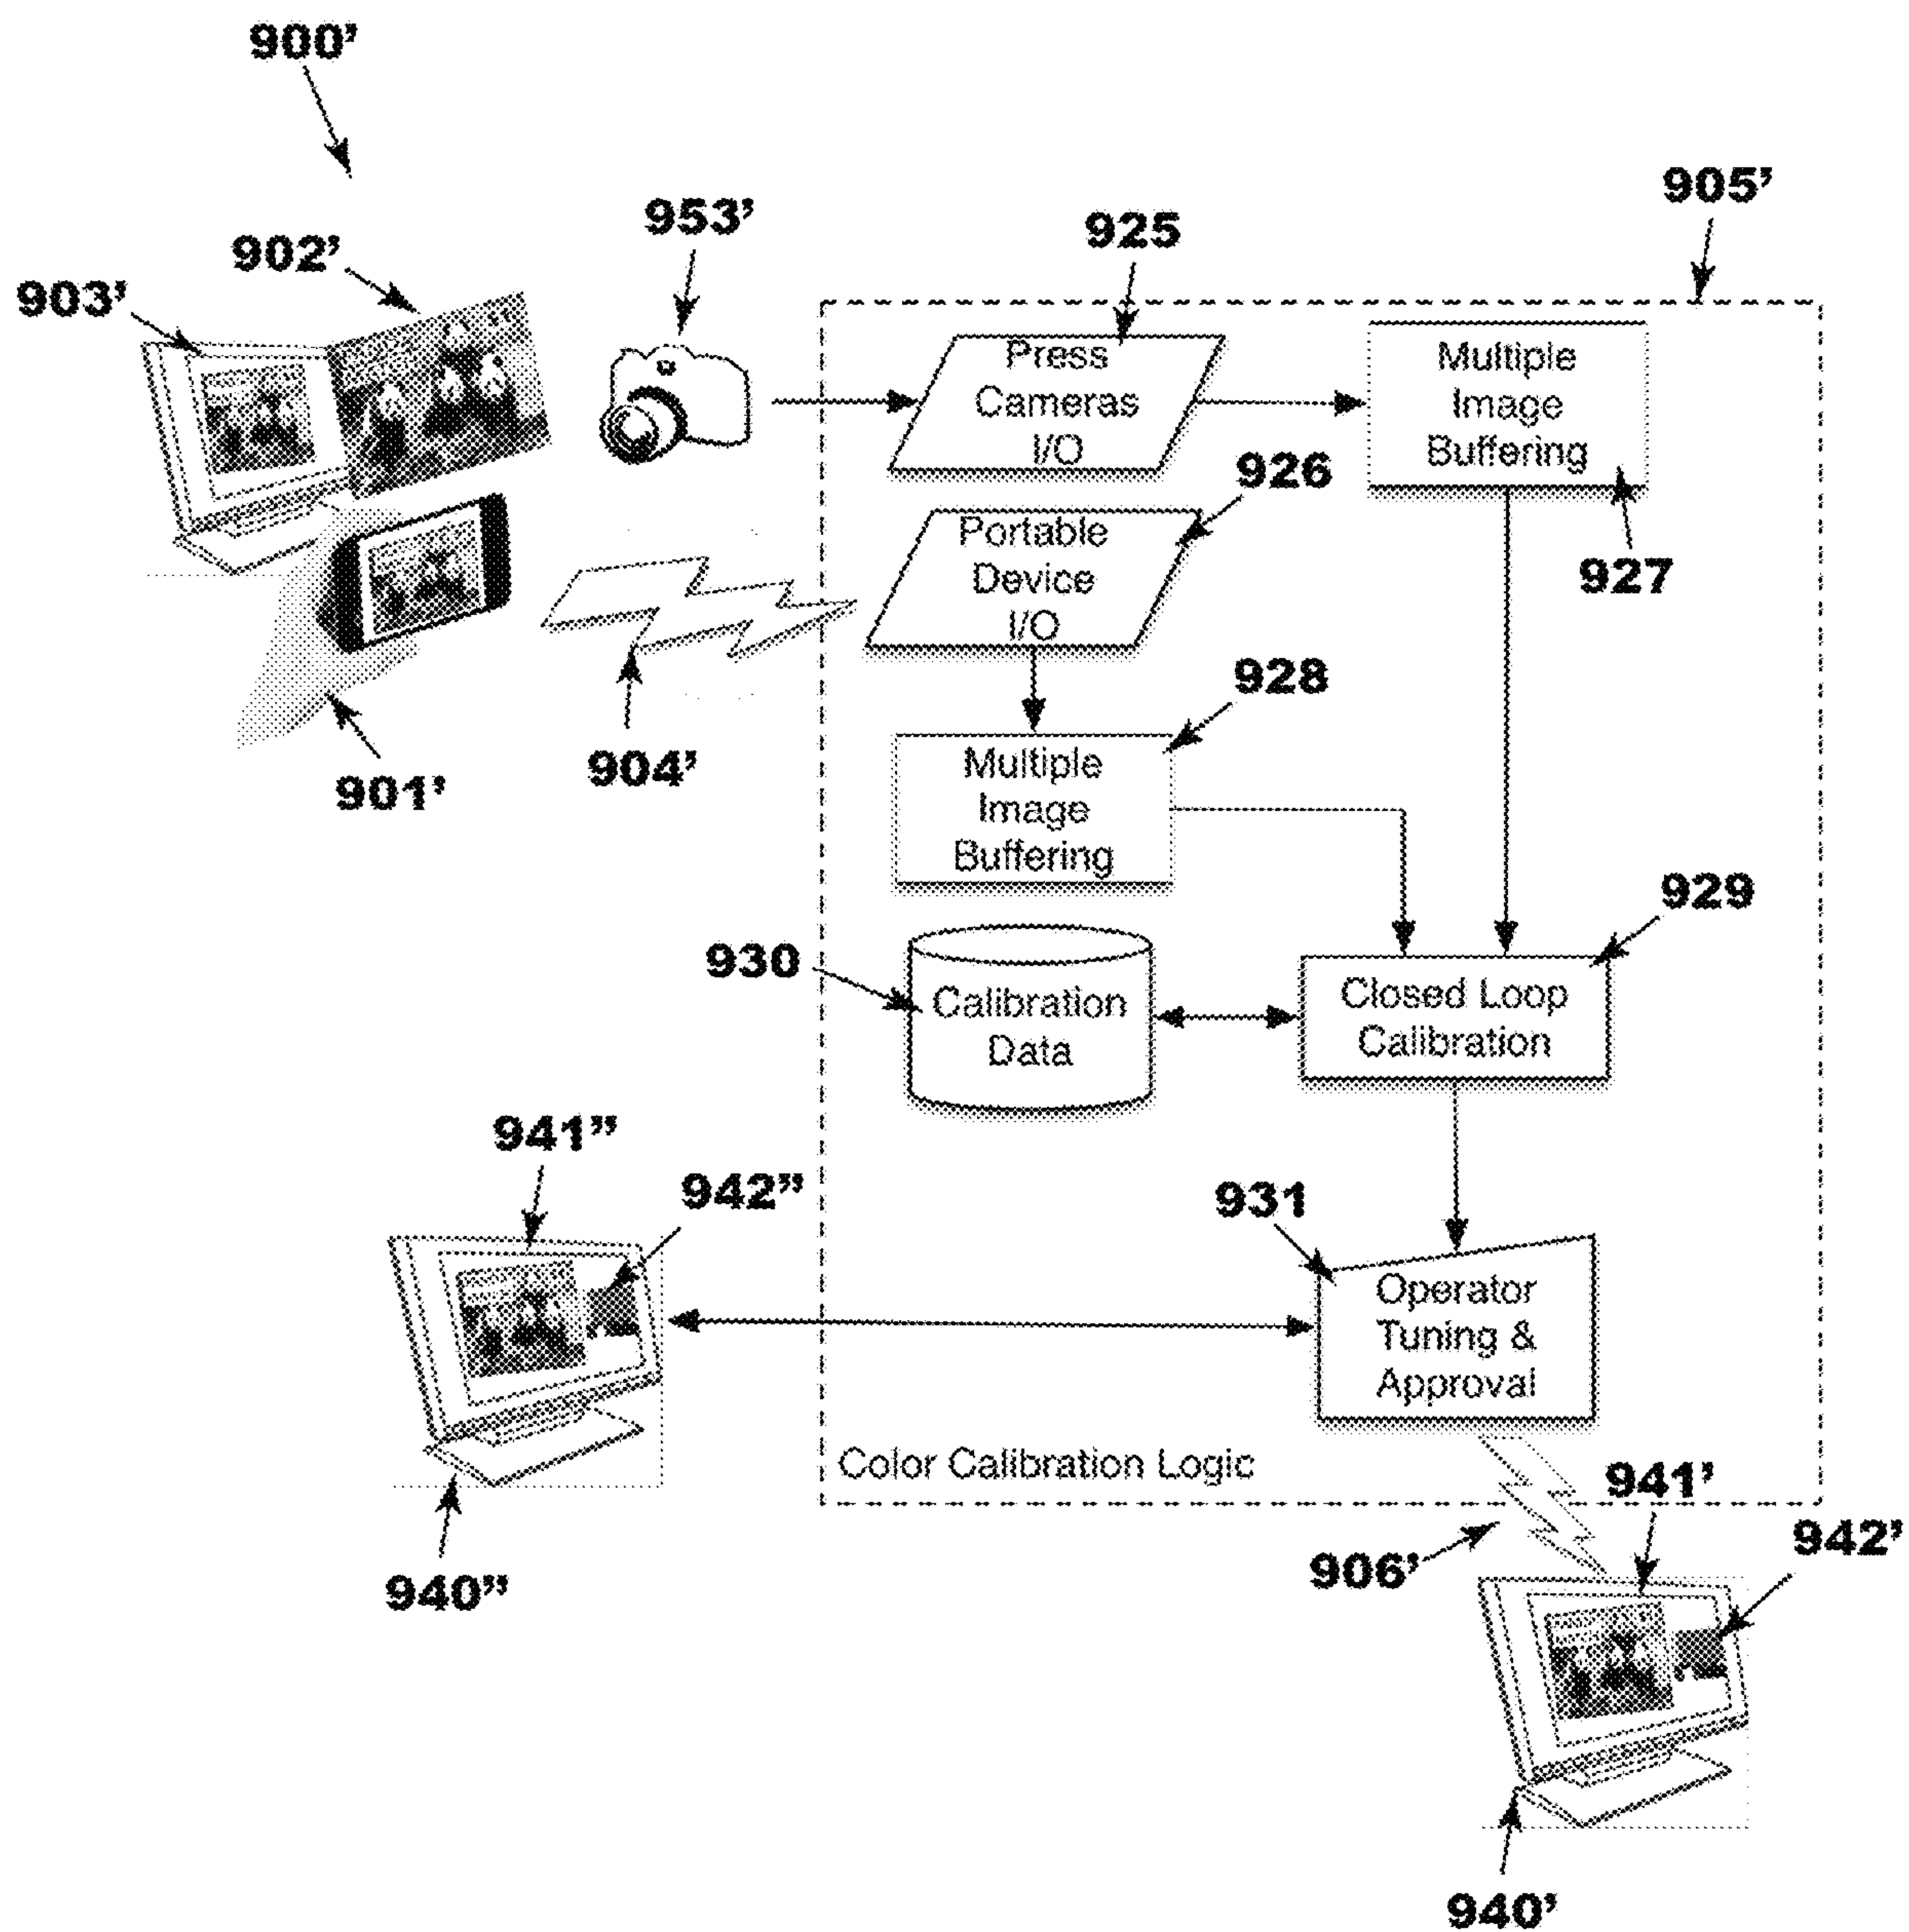 900’
905’
953’
925
902’
903’
Press
Cameras
I/O
Multiple
Image
Buffering
926
927
Portable
Device
I/O
928
904’
901’
Multiple
Image
Buffering
929
930
Calibration
Data
Closed Loop
Calibration
941”
942”
931
Operator
Tuning &
Approval
Color Calibration Logic
941’
942’
906’
940”
940’